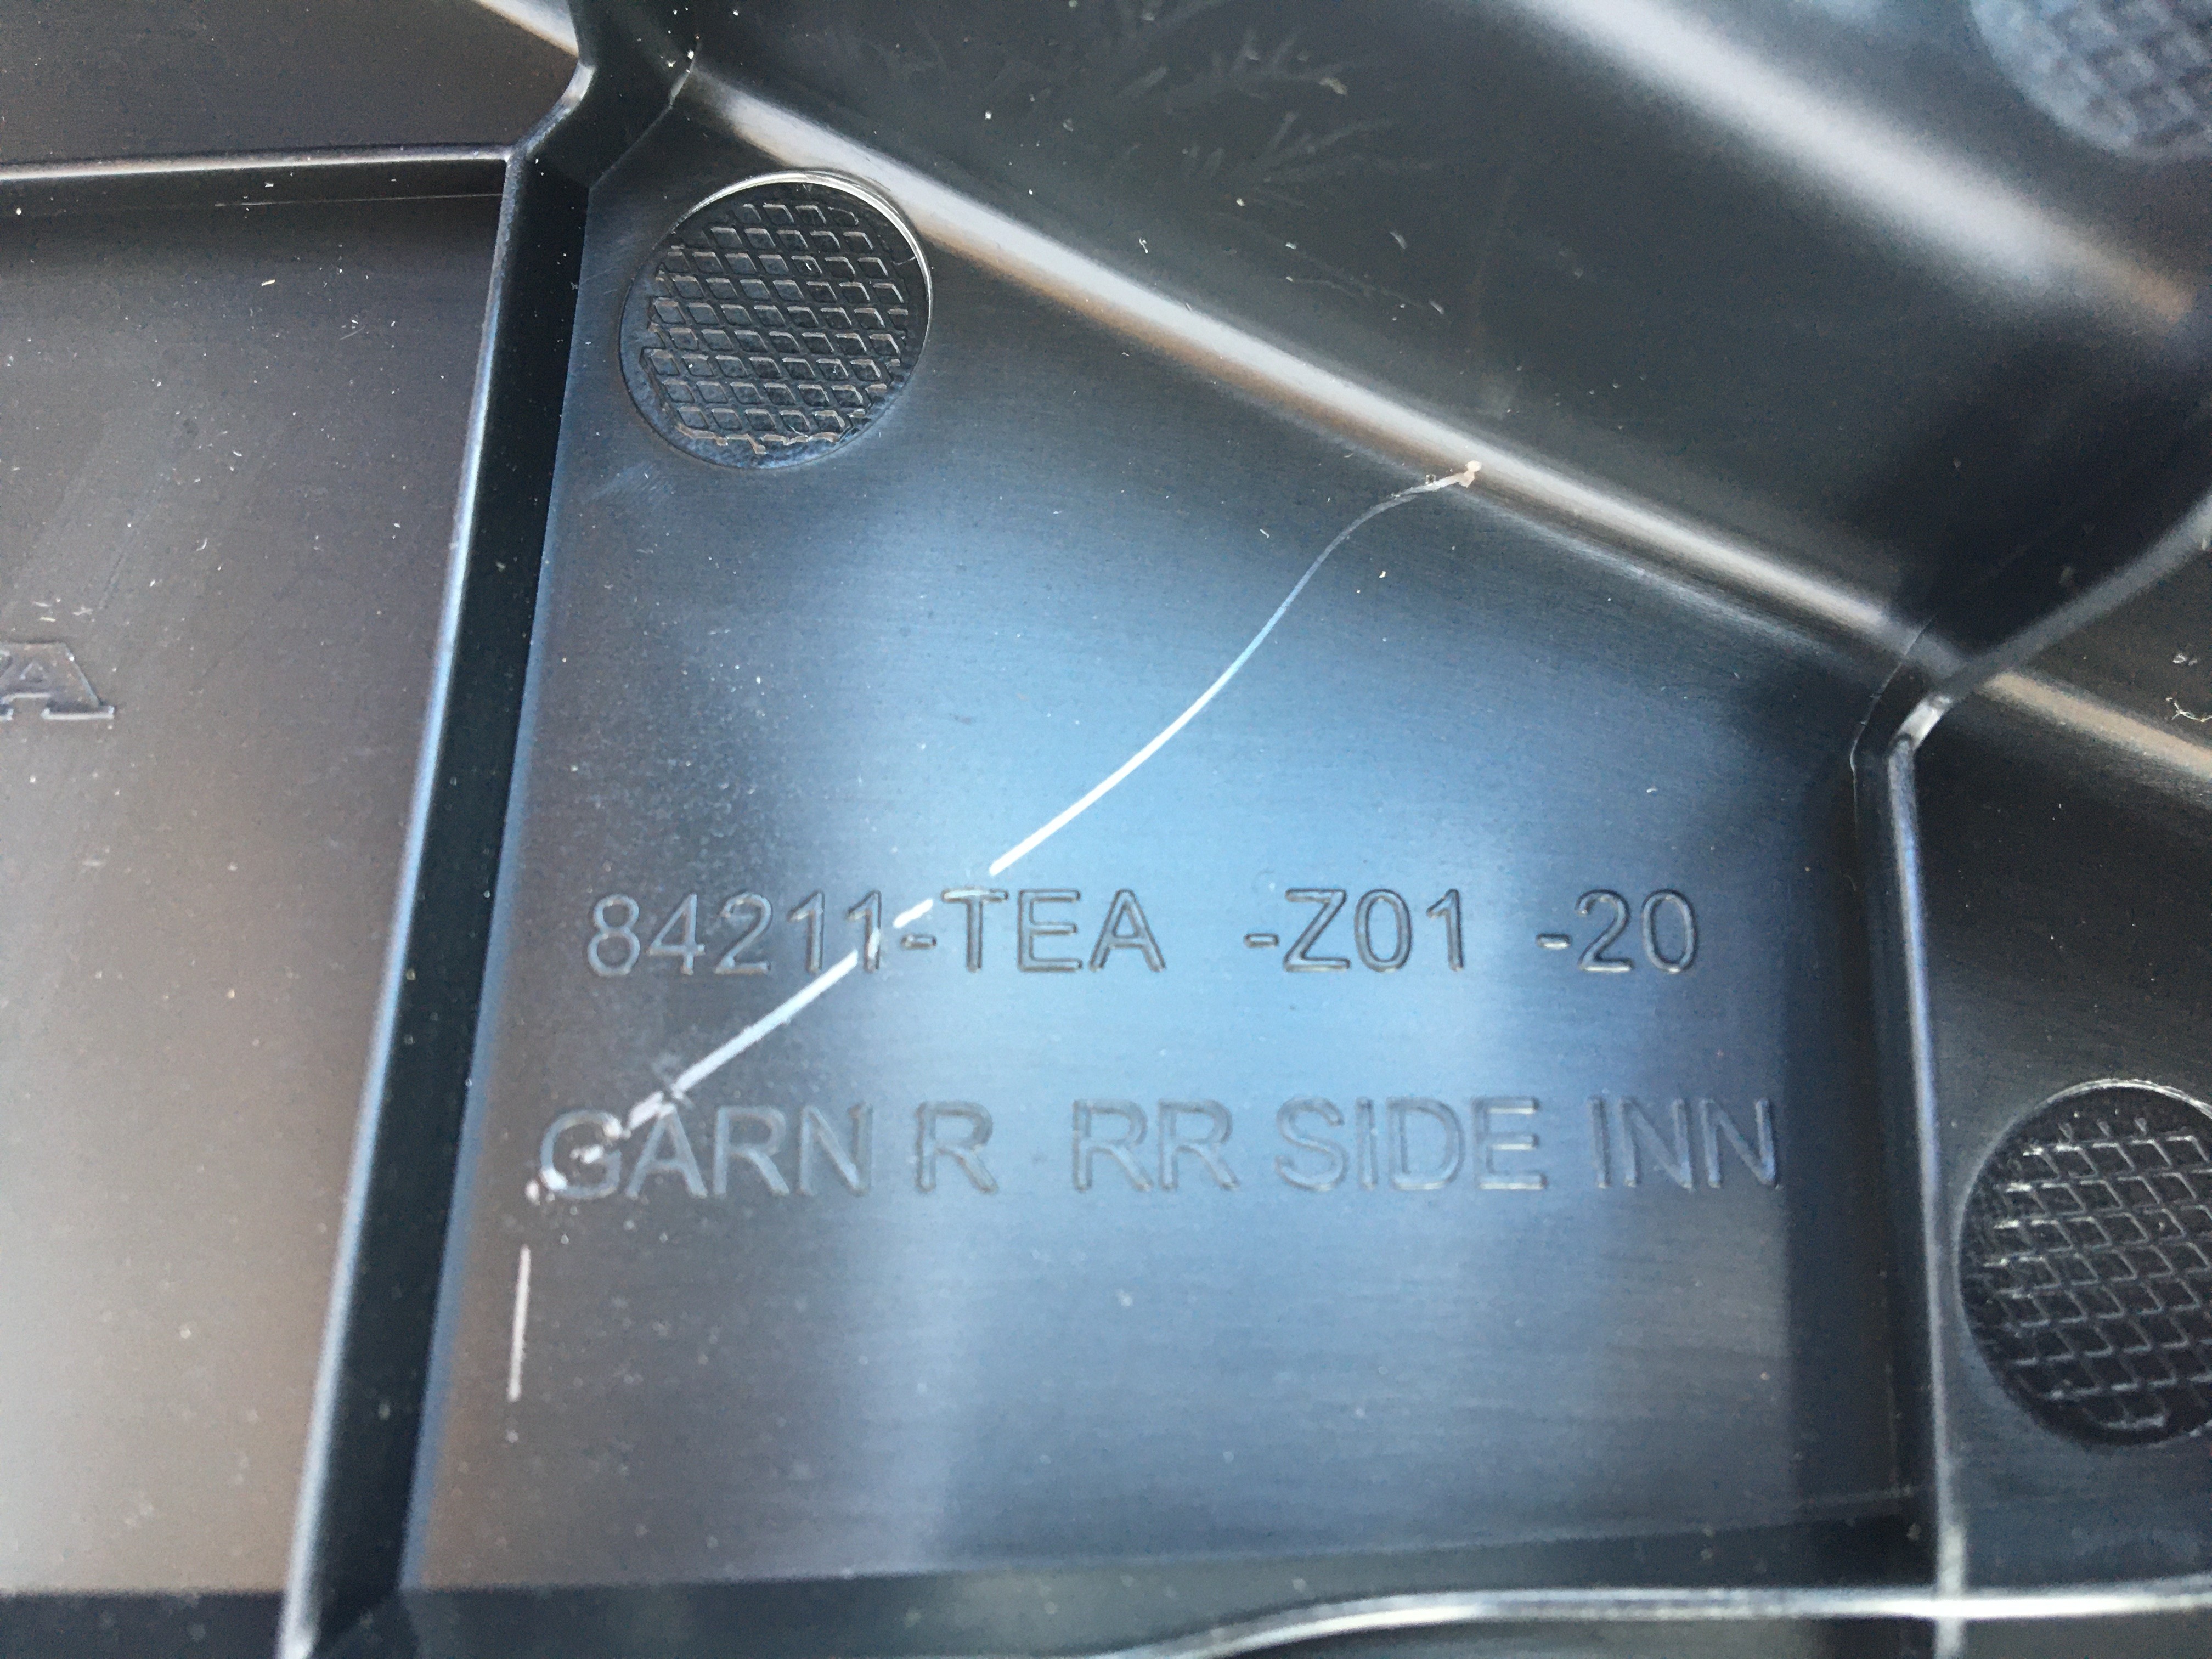 A
84211-TEA -Z01 -20
GARN R RR SIDE INN